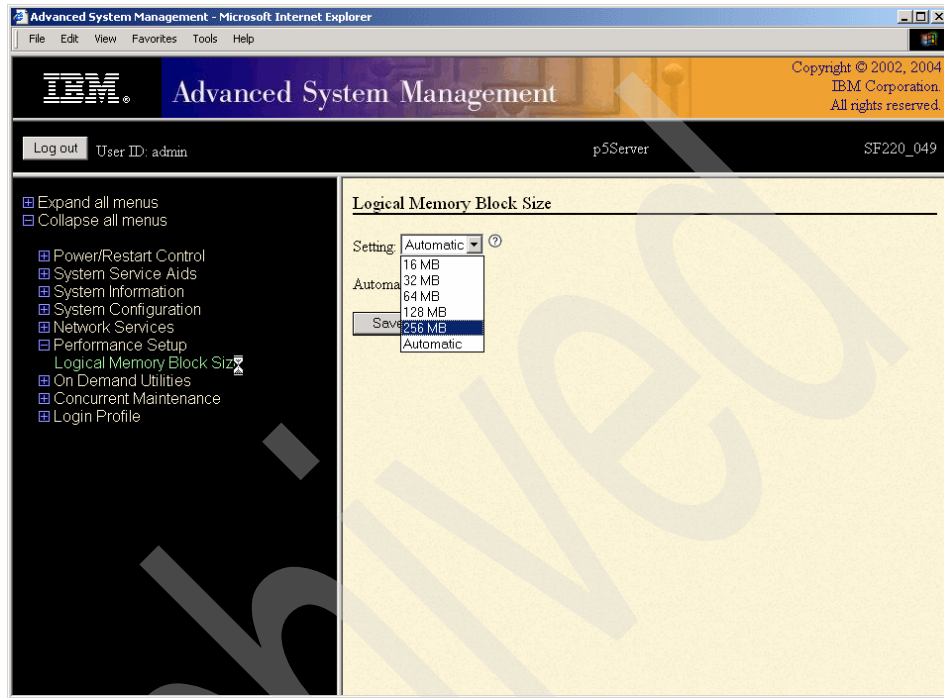 Advanced System Management - Microsoft Internet Explorer
File Edit View Favorites Tools Help
IBM®
Advanced System Management
Copyright © 2002, 2004
IBM Corporation.
All rights reserved.
Log out User ID: admin p5Server SF220_049
Expand all menus
Collapse all menus
Power/Restart Control
System Service Aids
System Information
System Configuration
Network Services
Performance Setup
Logical Memory Block Siz
On Demand Utilities
Concurrent Maintenance
Login Profile
Logical Memory Block Size
Setting: Automatic ?
16 MB
32 MB
64 MB
128 MB
256 MB
Automatic
Automa
Save
hived